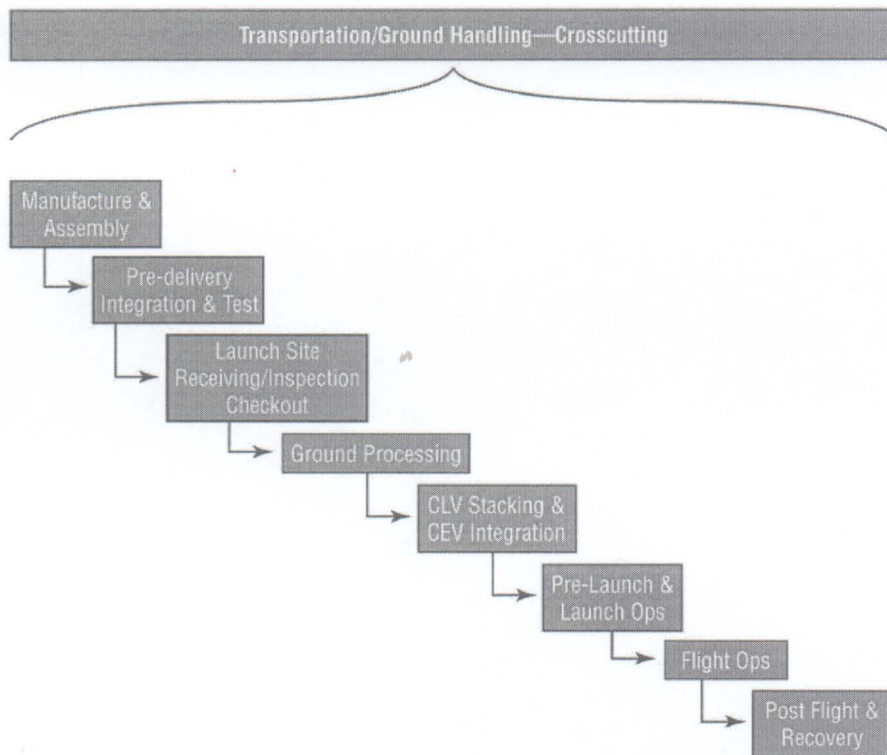 Transportation/Ground Handling—Crosscutting
Manufacture &
Assembly
Pre-delivery
Integration & Test
Launch Site
Receiving/Inspection
Checkout
Ground Processing
CLV Stacking &
CEV Integration
Pre-Launch &
Launch Ops
Flight Ops
Post Flight &
Recovery